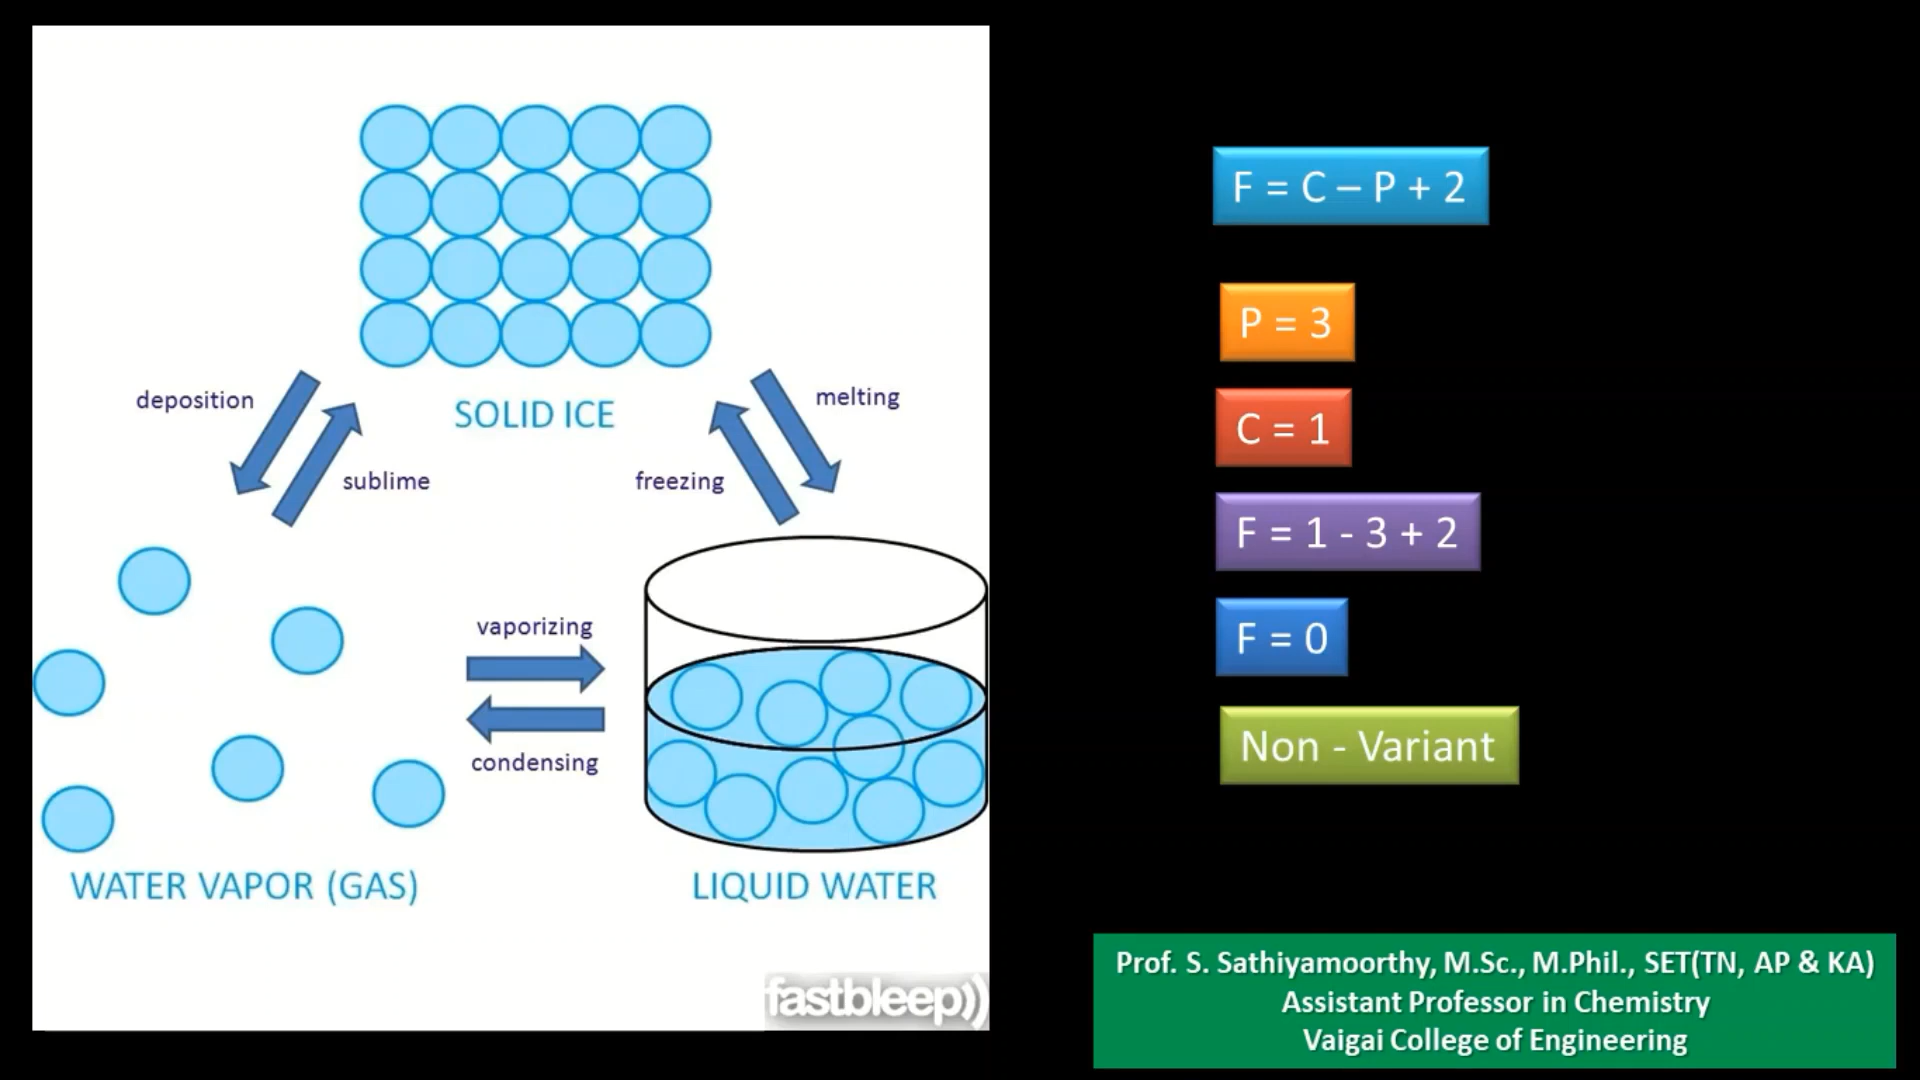 SOLID ICE
deposition
sublime
melting
freezing
vaporizing
condensing
WATER VAPOR (GAS)
LIQUID WATER
fastbleep))
F = C – P + 2
P = 3
C = 1
F = 1 - 3 + 2
F = 0
Non - Variant
Prof. S. Sathiyamoorthy, M.Sc., M.Phil., SET(TN, AP & KA)
Assistant Professor in Chemistry
Vaigai College of Engineering